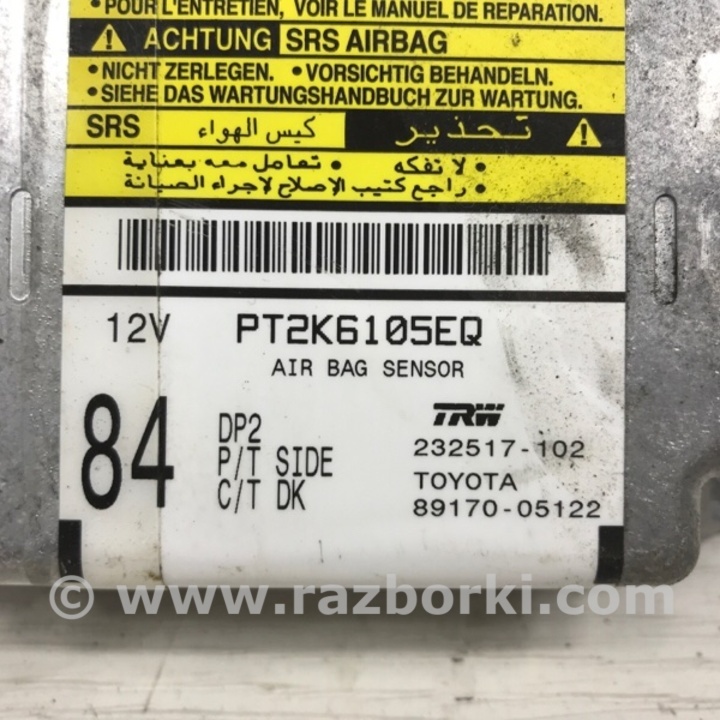 • POUR L'ENTRETIEN, VOIR LE MANUEL DE REPARATION.
ACHTUNG SRS AIRBAG
• NICHT ZERLEGEN. • VORSICHTIG BEHANDELN.
• SIEHE DAS WARTUNGSHANDBUCH ZUR WARTUNG.
تحذير كيس الهواء SRS
• لا تفكه • تعامل معه بعناية
• راجع كتيب الإصلاح لاجراء الصيانة
12V PT2K6105EQ
AIR BAG SENSOR
84 DP2 TRW
P/T SIDE 232517-102
C/T DK TOYOTA
89170-05122
© www.razborki.com